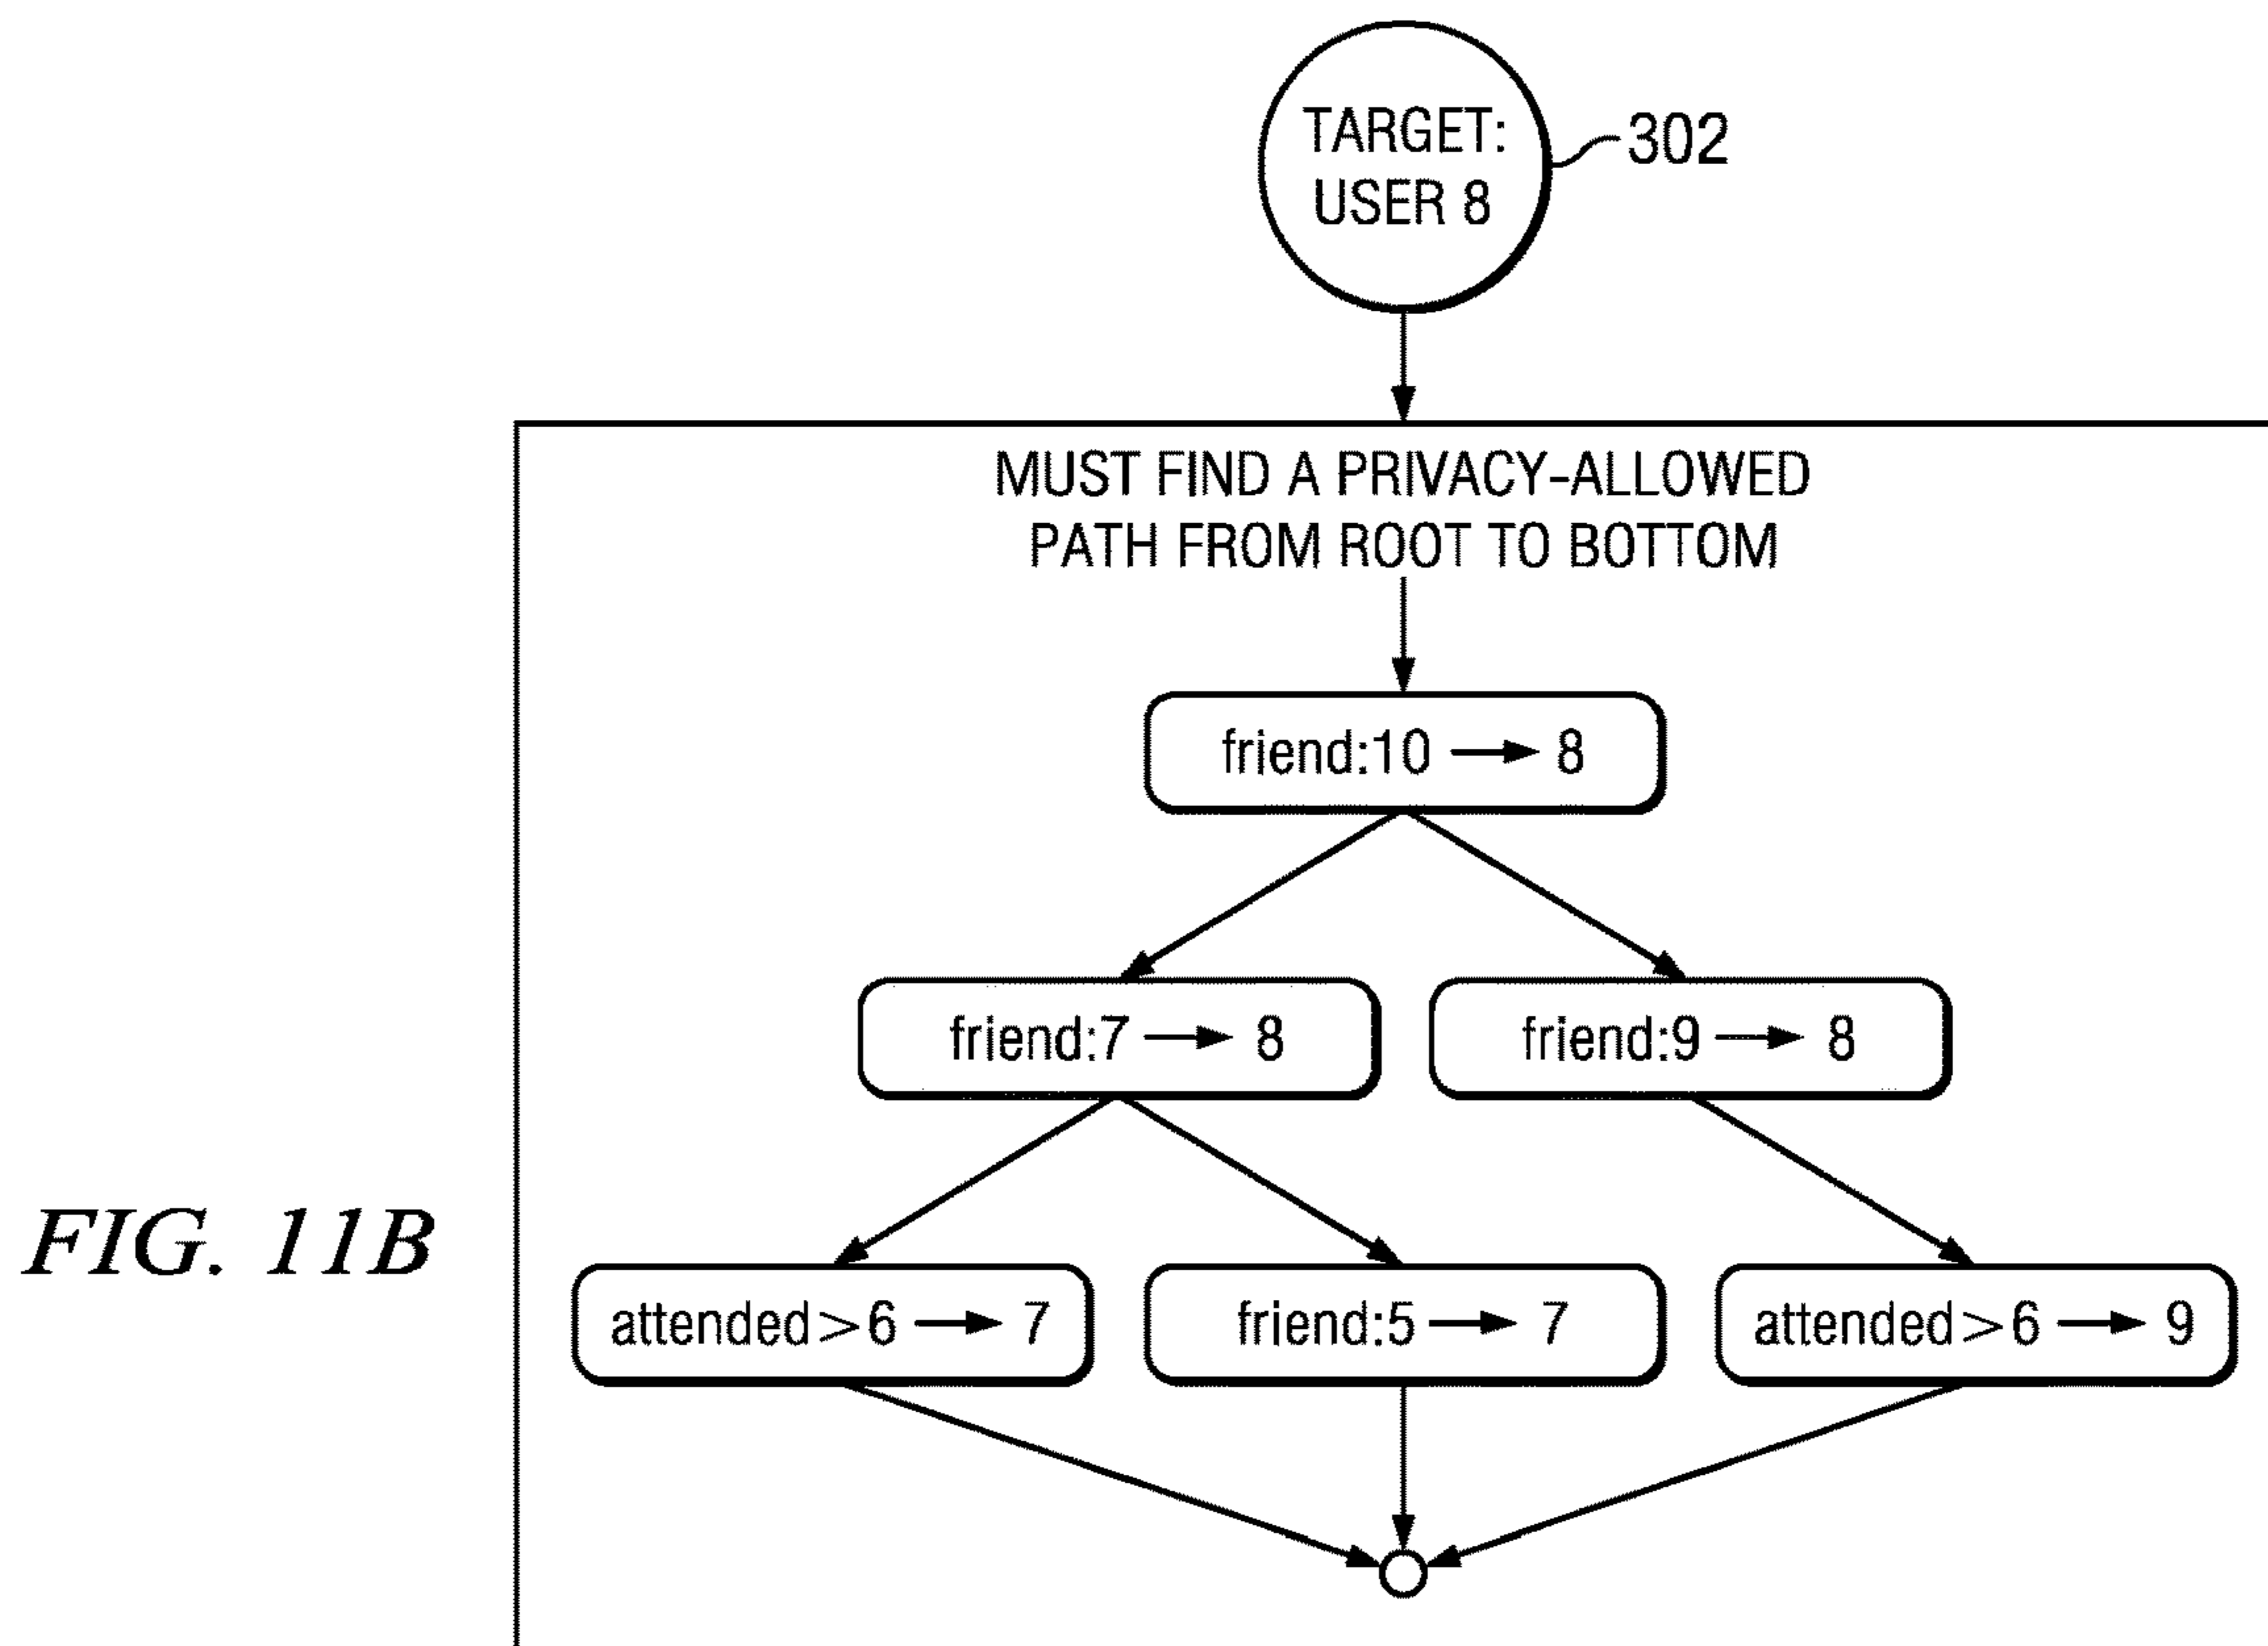 TARGET:
USER 8
302
MUST FIND A PRIVACY-ALLOWED
PATH FROM ROOT TO BOTTOM
friend:10 → 8
friend:7 → 8
friend:9 → 8
attended>6 → 7
friend:5 → 7
attended>6 → 9
FIG. 11B